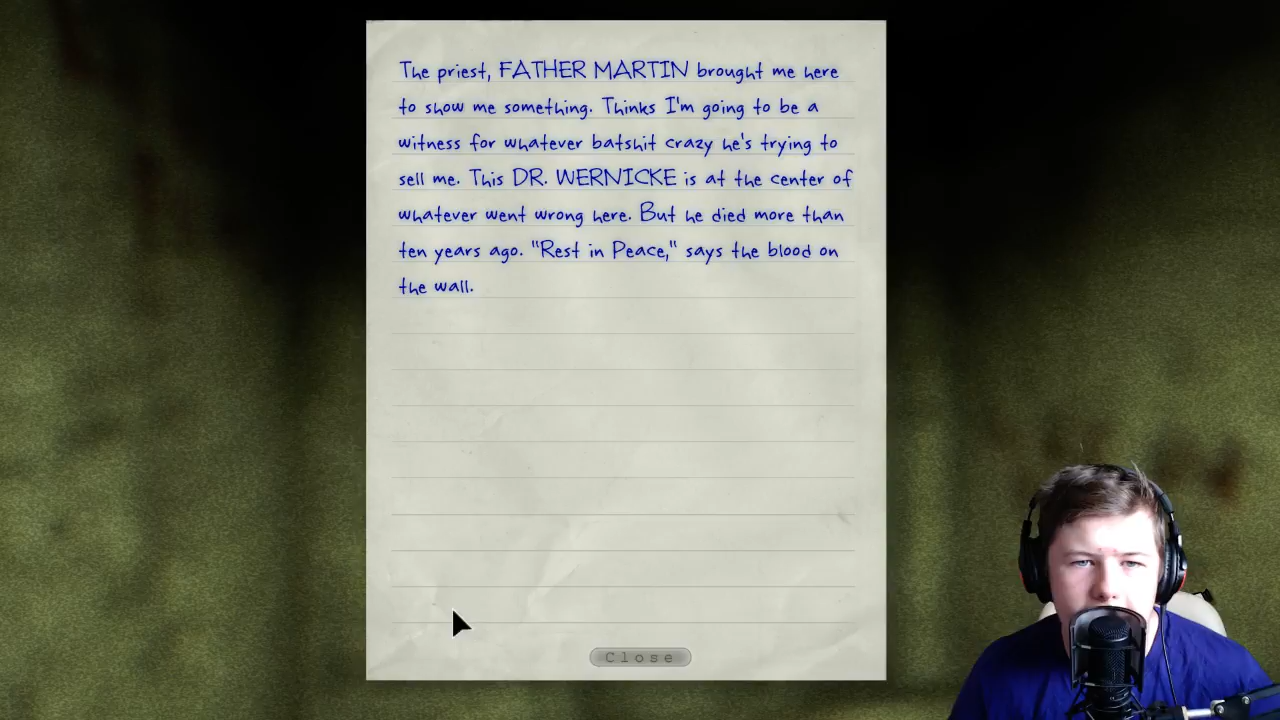 The priest, FATHER MARTIN brought me here
to show me something. Thinks I'm going to be a
witness for whatever batshit crazy he's trying to
sell me. This DR. WERNICKE is at the center of
whatever went wrong here. But he died more than
ten years ago. "Rest in Peace," says the blood on
the wall.
Close